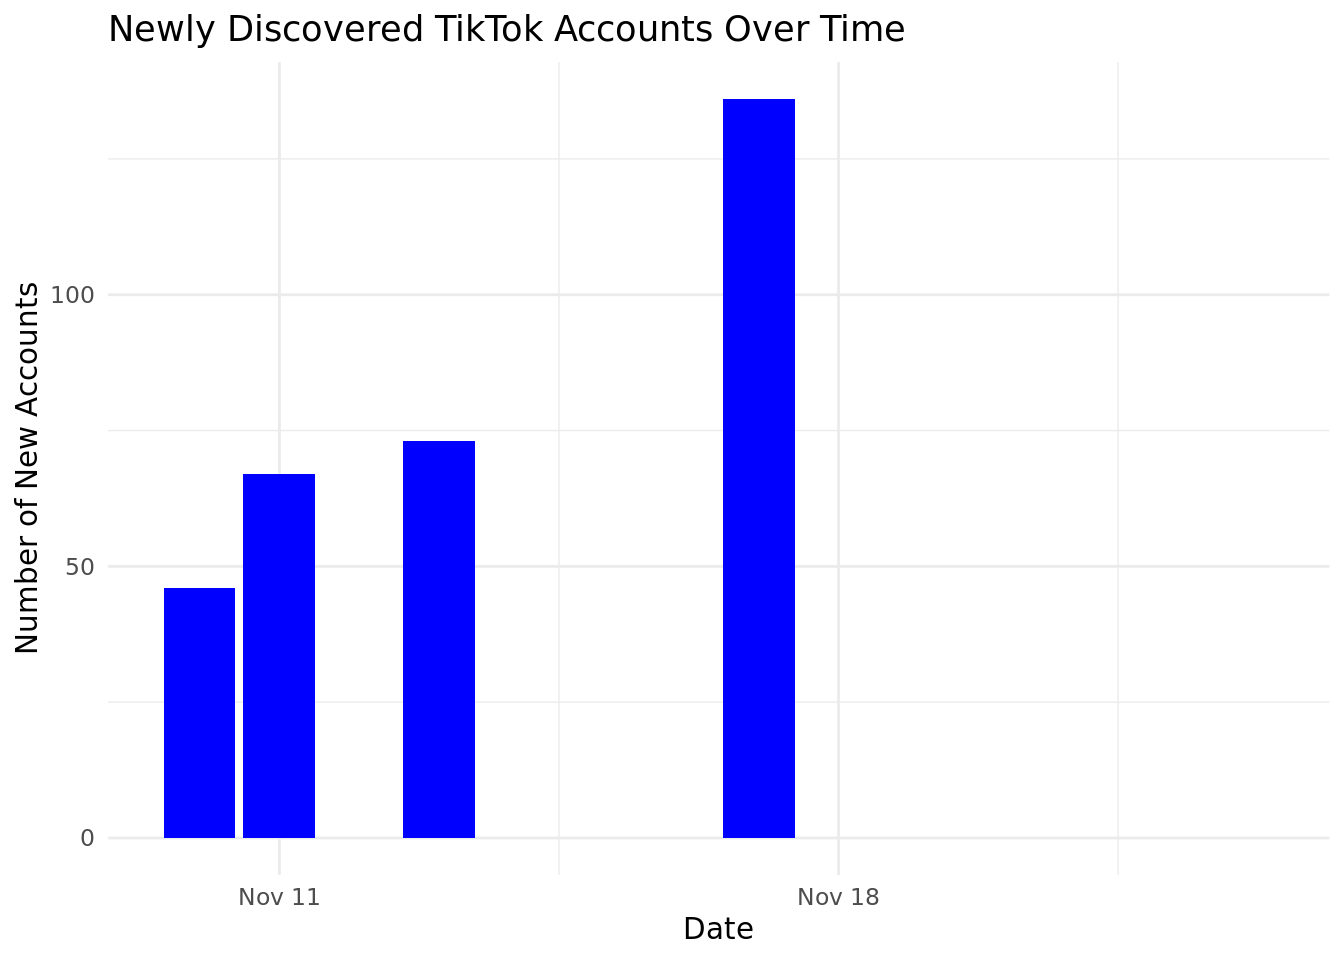 Newly Discovered TikTok Accounts Over Time
Number of New Accounts
100
50
0
Nov 11
Nov 18
Date